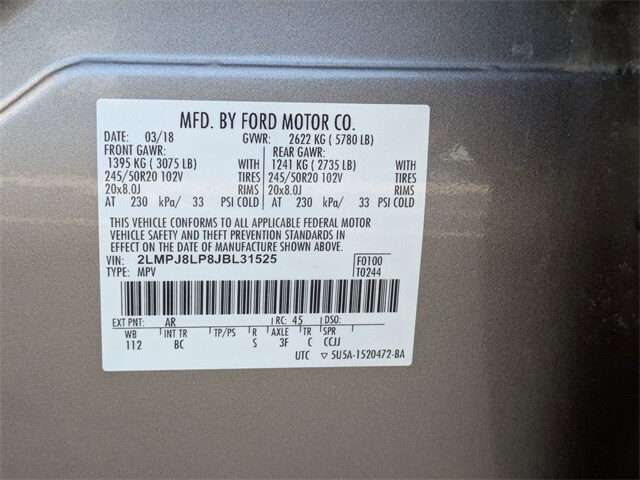 MFD. BY FORD MOTOR CO.
DATE: 03/18 GVWR: 2622 KG ( 5780 LB)
FRONT GAWR: REAR GAWR:
1395 KG ( 3075 LB) WITH 1241 KG ( 2735 LB) WITH
245/50R20 102V TIRES 245/50R20 102V TIRES
20x8.0J RIMS 20x8.0J RIMS
AT 230 kPa/ 33 PSI COLD AT 230 kPa/ 33 PSI COLD
THIS VEHICLE CONFORMS TO ALL APPLICABLE FEDERAL MOTOR
VEHICLE SAFETY AND THEFT PREVENTION STANDARDS IN
EFFECT ON THE DATE OF MANUFACTURE SHOWN ABOVE.
VIN: 2LMPJ8LP8JBL31525 F0100
TYPE: MPV T0244
EXT PNT: AR RC: 45 DSO:
WB INT TR TP/PS R AXLE TR SPR
112 BC S 3F C CCJJ
UTC ▽ 5U5A-1520472-BA